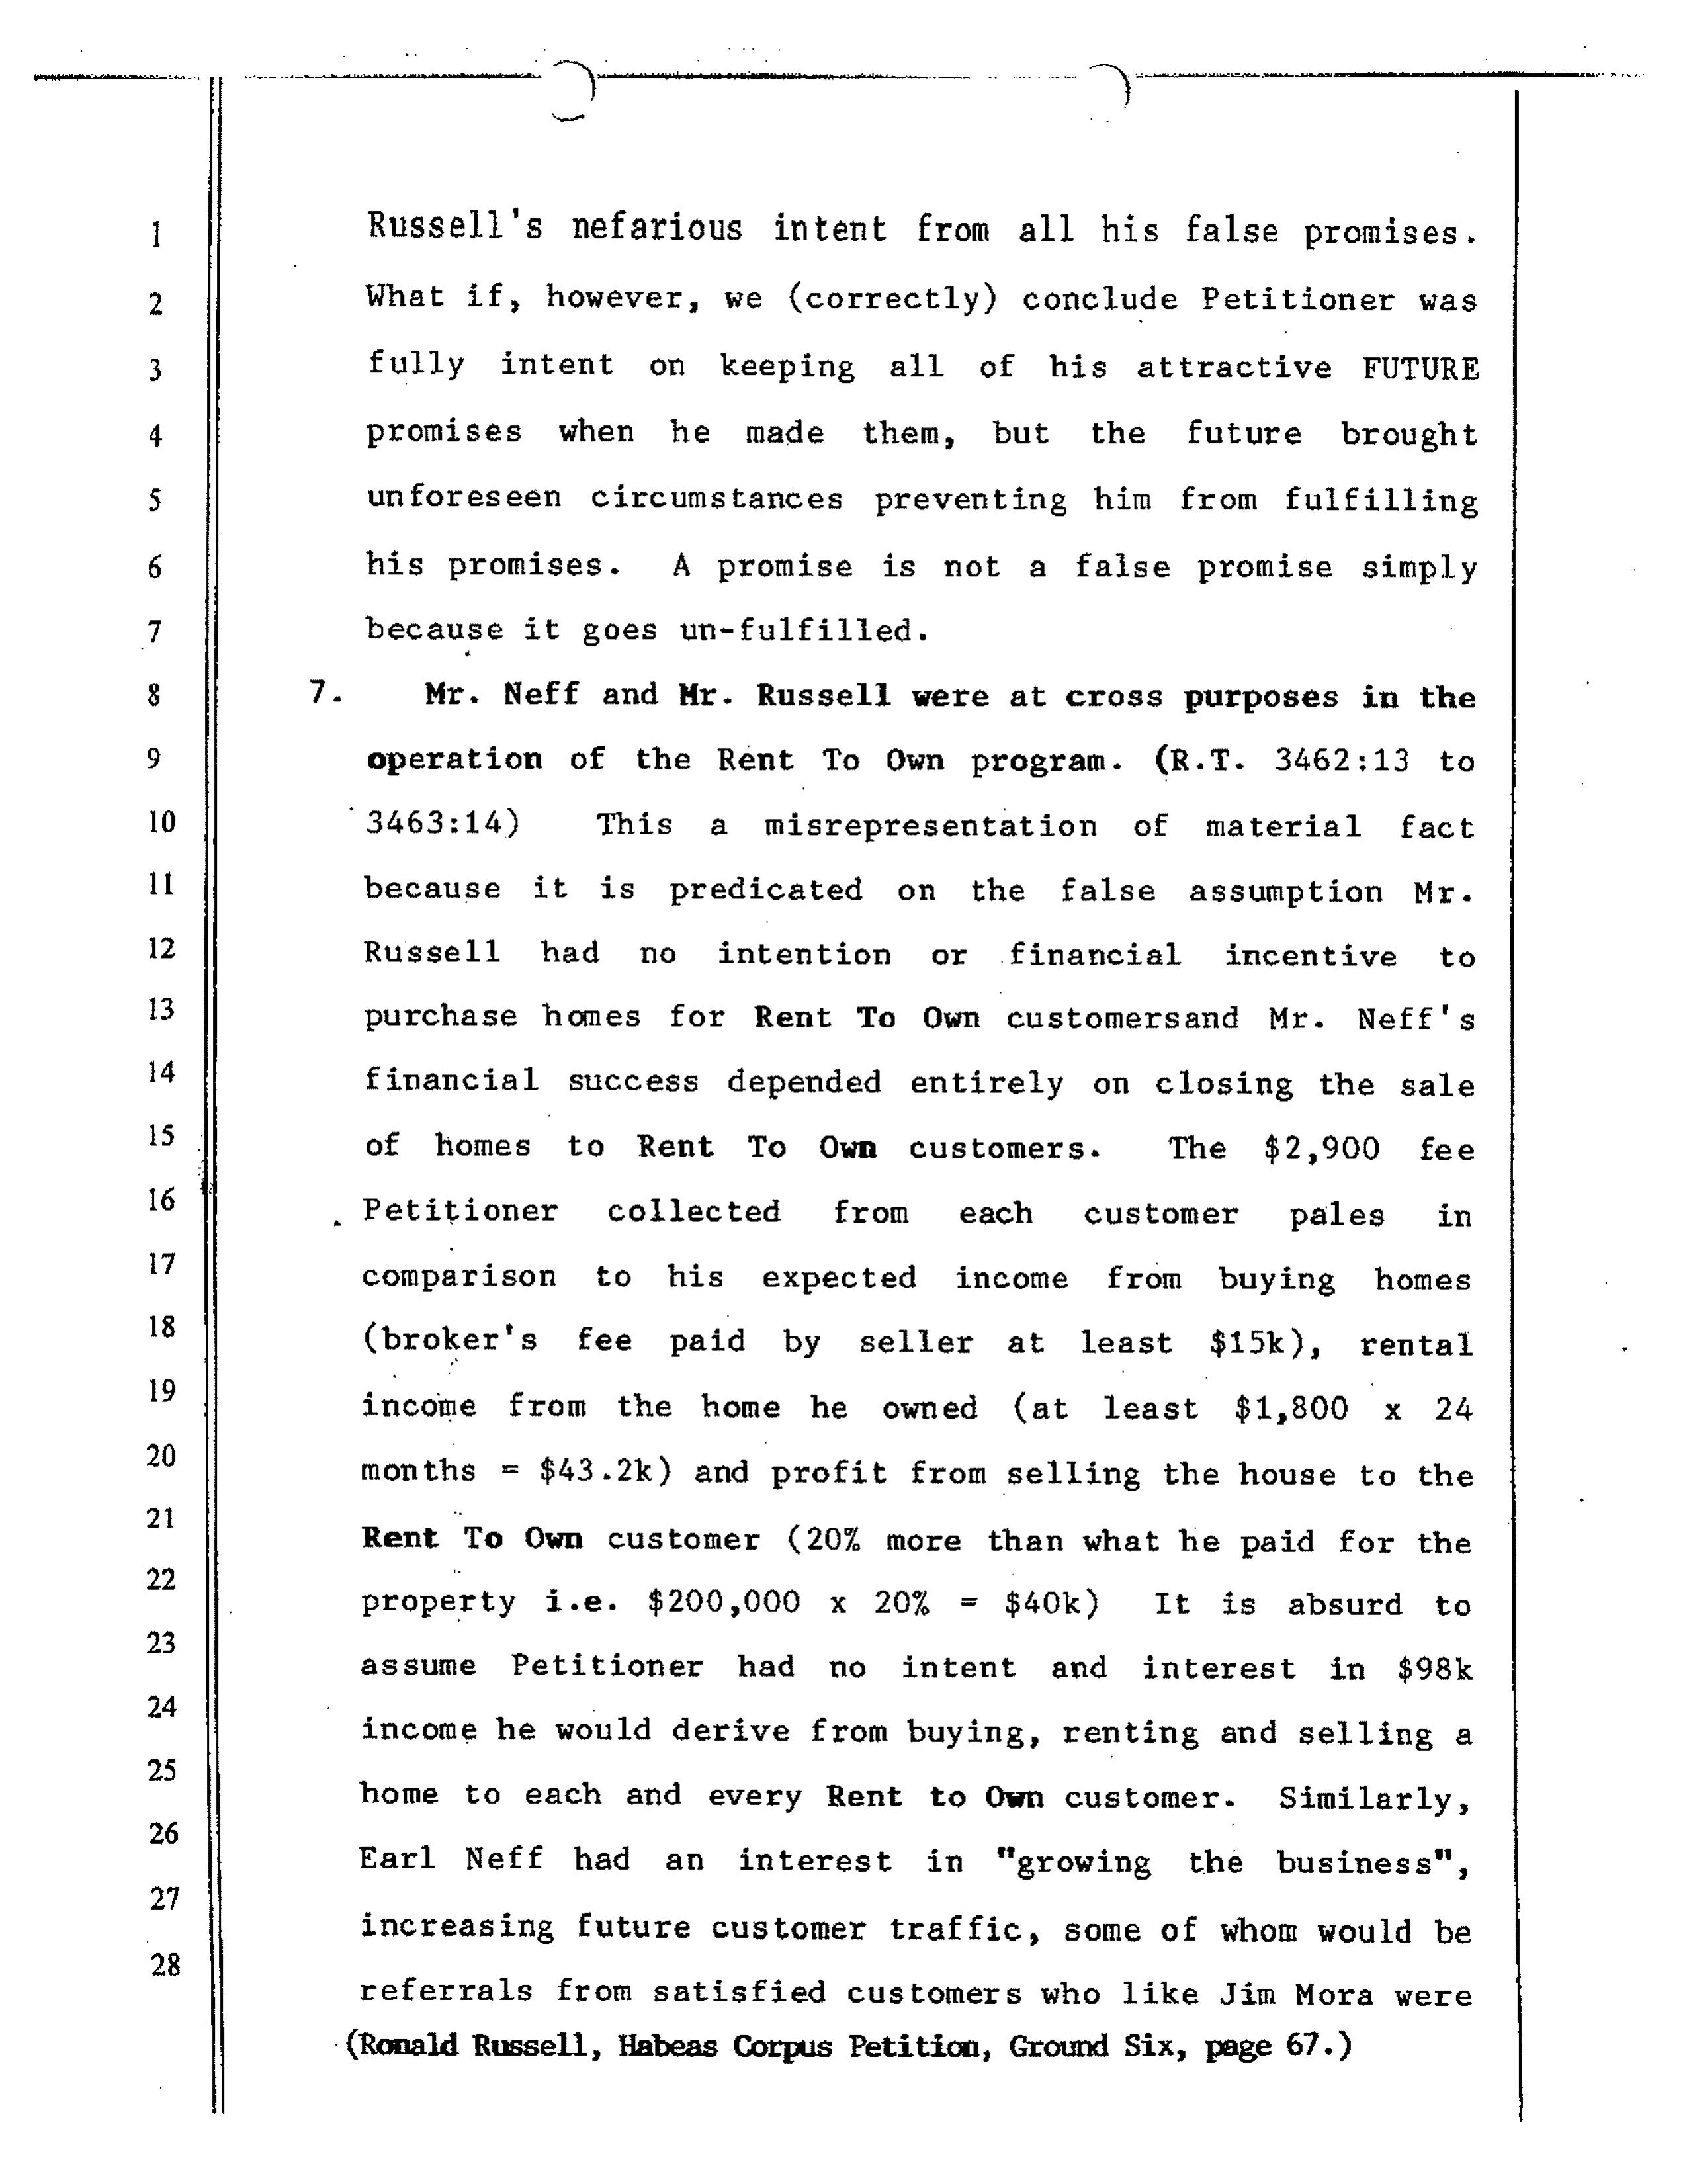 1 Russell's nefarious intent from all his false promises.
2 What if, however, we (correctly) conclude Petitioner was
3 fully intent on keeping all of his attractive FUTURE
4 promises when he made them, but the future brought
5 unforeseen circumstances preventing him from fulfilling
6 his promises. A promise is not a false promise simply
7 because it goes un-fulfilled.
8 7. Mr. Neff and Mr. Russell were at cross purposes in the
9 operation of the Rent To Own program. (R.T. 3462:13 to
10 3463:14) This a misrepresentation of material fact
11 because it is predicated on the false assumption Mr.
12 Russell had no intention or financial incentive to
13 purchase homes for Rent To Own customersand Mr. Neff's
14 financial success depended entirely on closing the sale
15 of homes to Rent To Own customers. The $2,900 fee
16 Petitioner collected from each customer pales in
17 comparison to his expected income from buying homes
18 (broker's fee paid by seller at least $15k), rental
19 income from the home he owned (at least $1,800 x 24
20 months = $43.2k) and profit from selling the house to the
21 Rent To Own customer (20% more than what he paid for the
22 property i.e. $200,000 x 20% = $40k) It is absurd to
23 assume Petitioner had no intent and interest in $98k
24 income he would derive from buying, renting and selling a
25 home to each and every Rent to Own customer. Similarly,
26 Earl Neff had an interest in "growing the business",
27 increasing future customer traffic, some of whom would be
28 referrals from satisfied customers who like Jim Mora were
(Ronald Russell, Habeas Corpus Petition, Ground Six, page 67.)